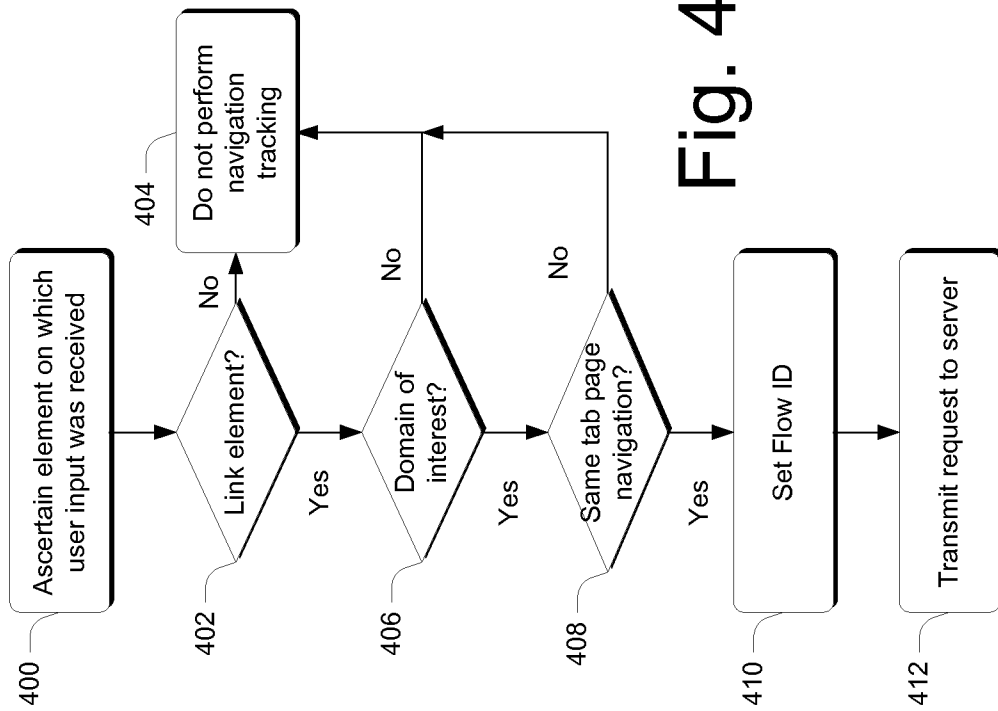 400
Ascertain element on which
user input was received
402
Link element?
No
404
Do not perform
navigation
tracking
Yes
406
Domain of
interest?
No
Yes
408
Same tab page
navigation?
No
Yes
410
Set Flow ID
412
Transmit request to server
Fig. 4